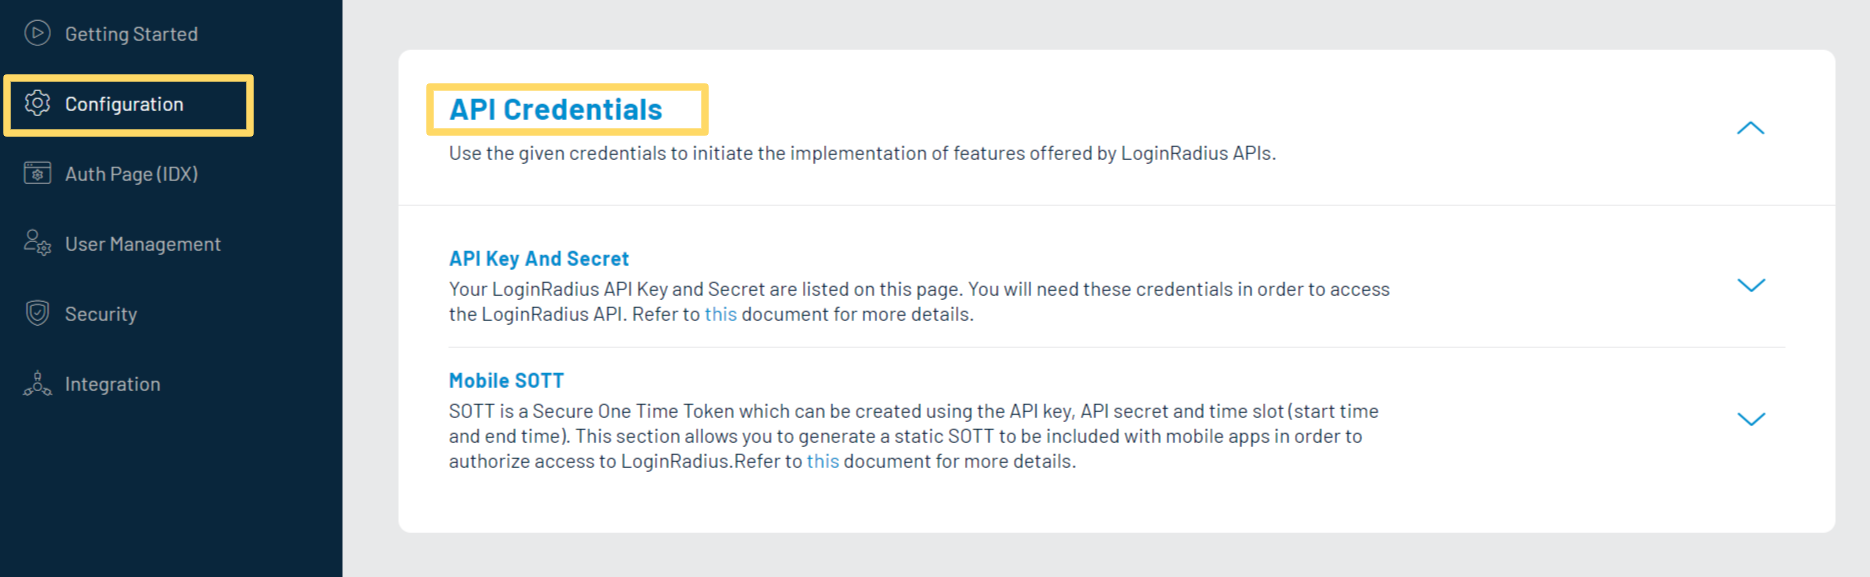 Getting Started
Configuration
Auth Page (IDX)
User Management
Security
Integration
API Credentials
Use the given credentials to initiate the implementation of features offered by LoginRadius APIs.
API Key And Secret
Your LoginRadius API Key and Secret are listed on this page. You will need these credentials in order to access
the LoginRadius API. Refer to this document for more details.
Mobile SOTT
SOTT is a Secure One Time Token which can be created using the API key, API secret and time slot (start time
and end time). This section allows you to generate a static SOTT to be included with mobile apps in order to
authorize access to LoginRadius.Refer to this document for more details.